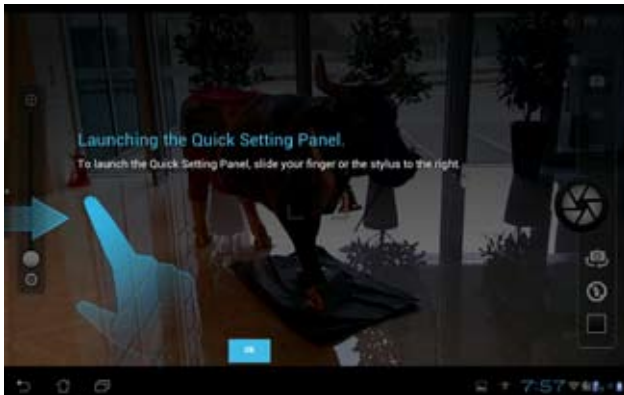 Launching the Quick Setting Panel.
To launch the Quick Setting Panel, slide your finger or the stylus to the right.
OK
7:57